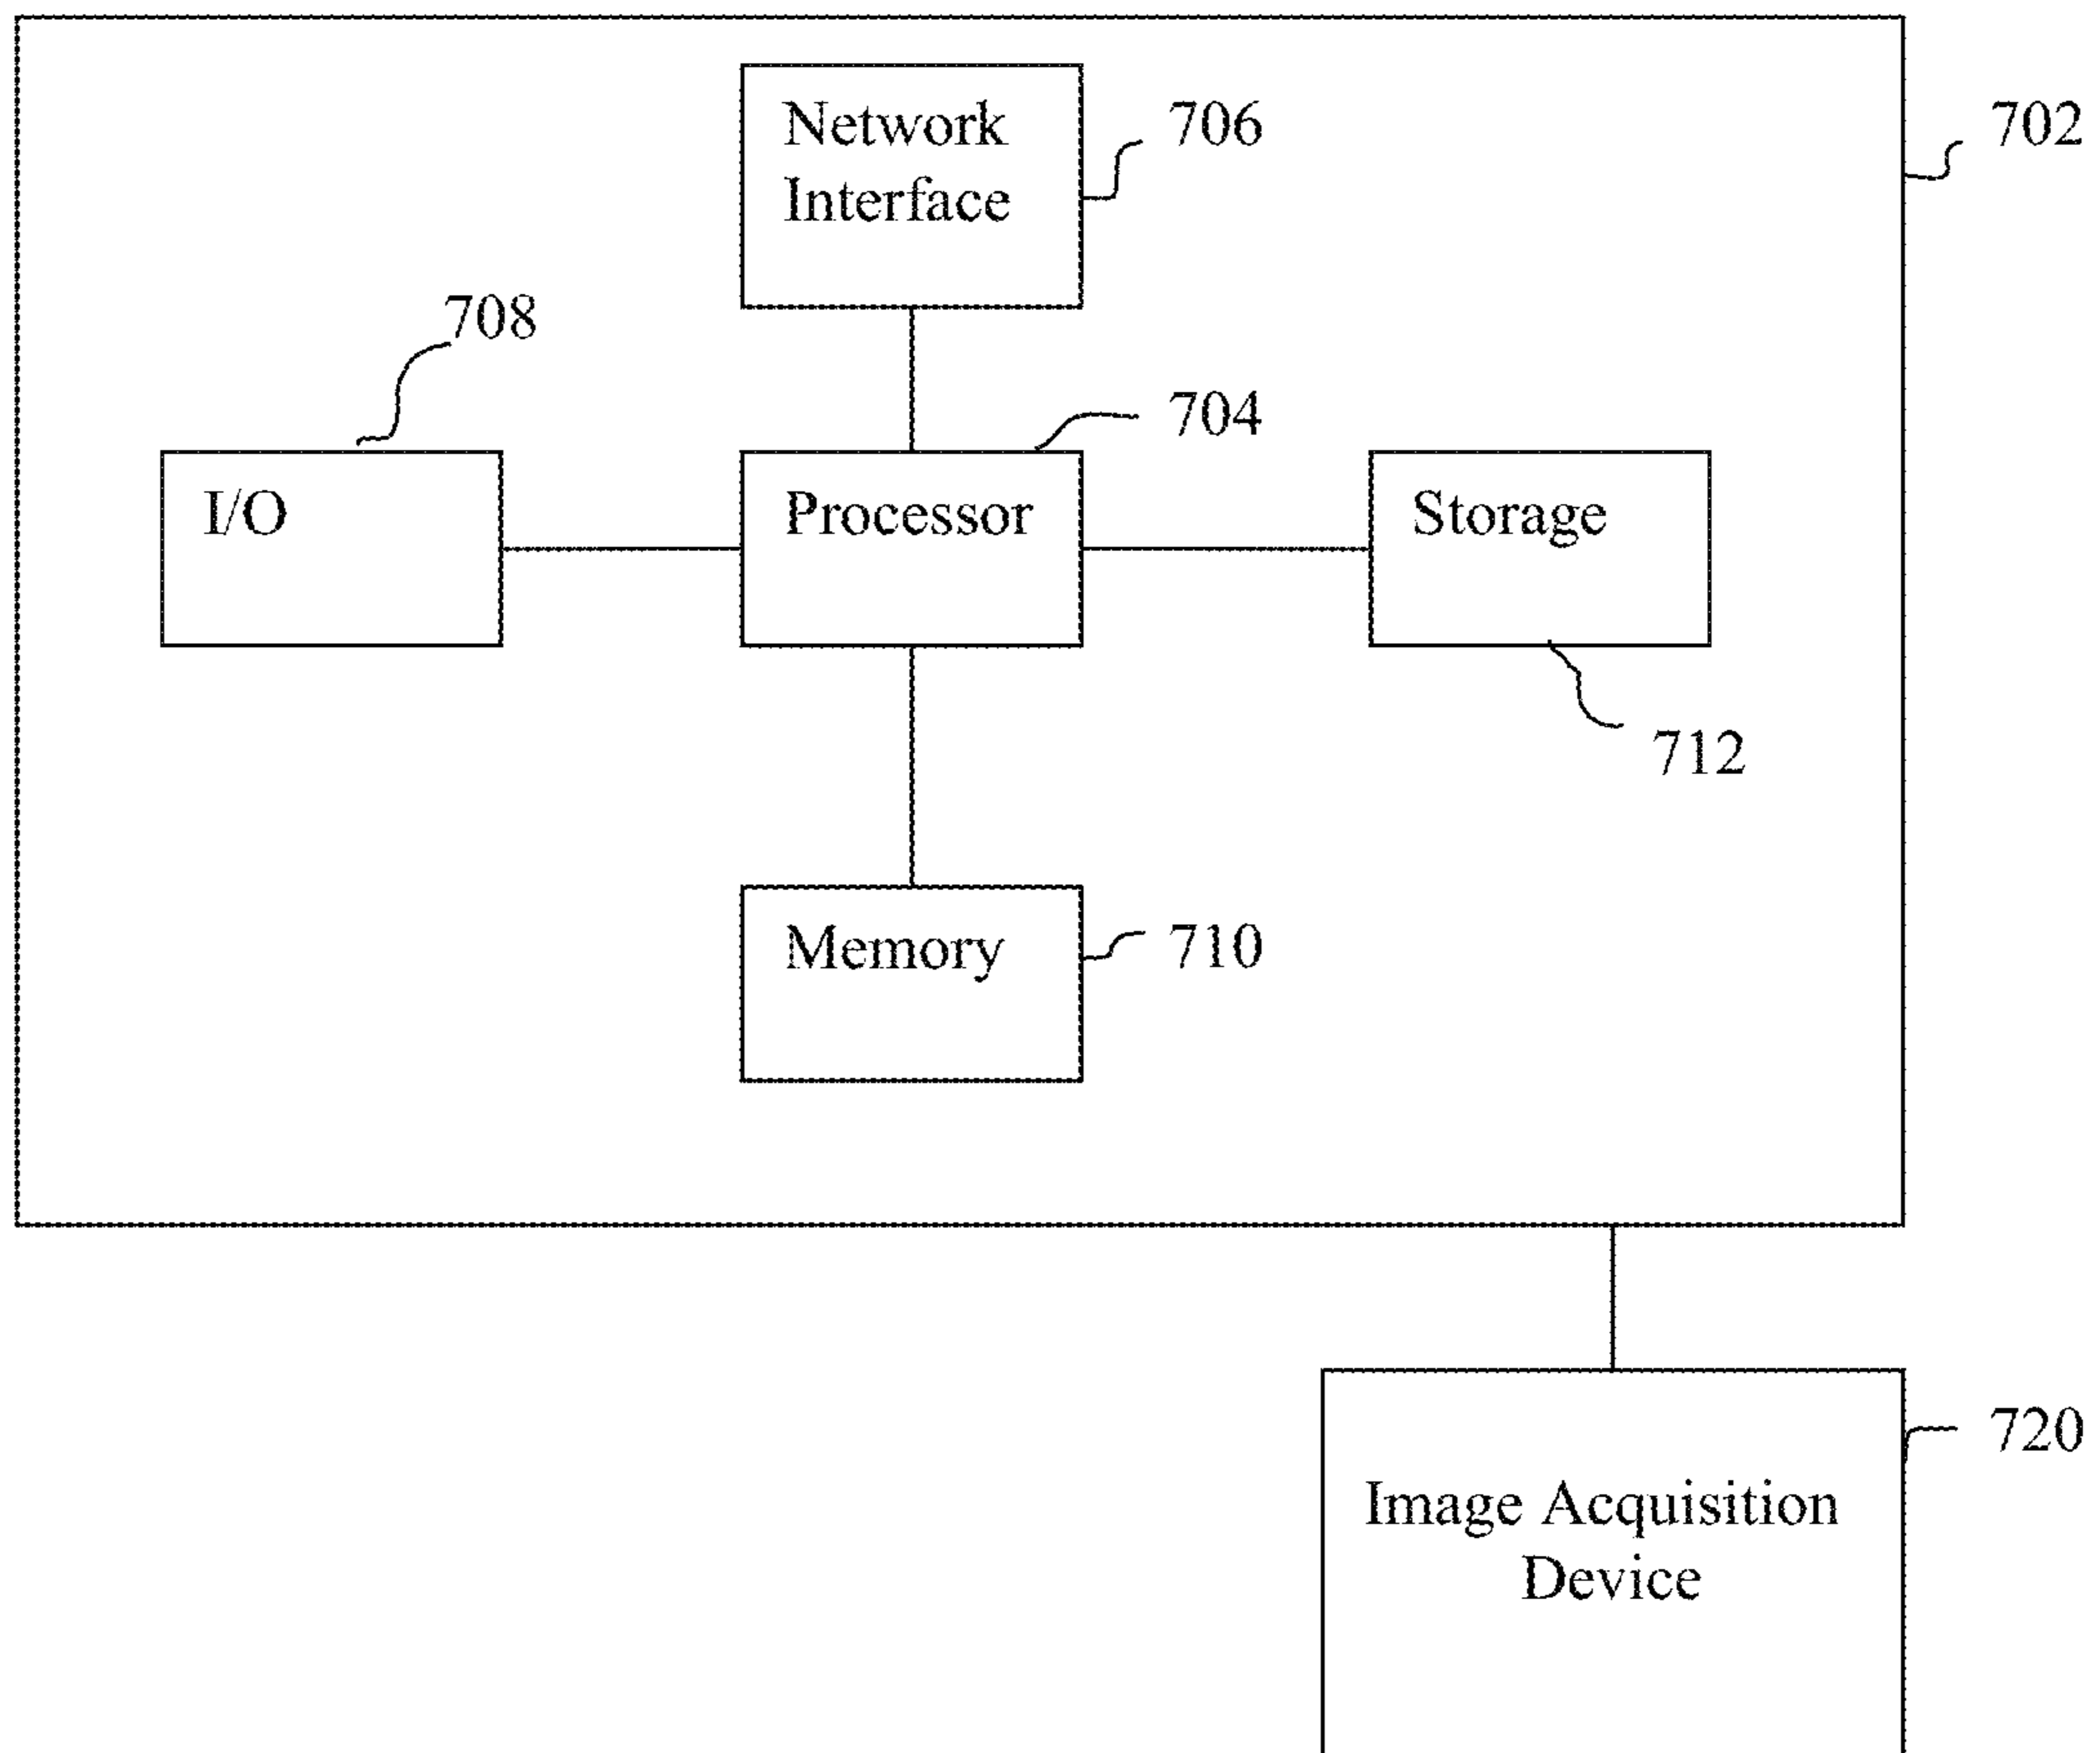 Network
Interface
706
702
708
704
I/O
Processor
Storage
712
Memory
710
720
Image Acquisition
Device